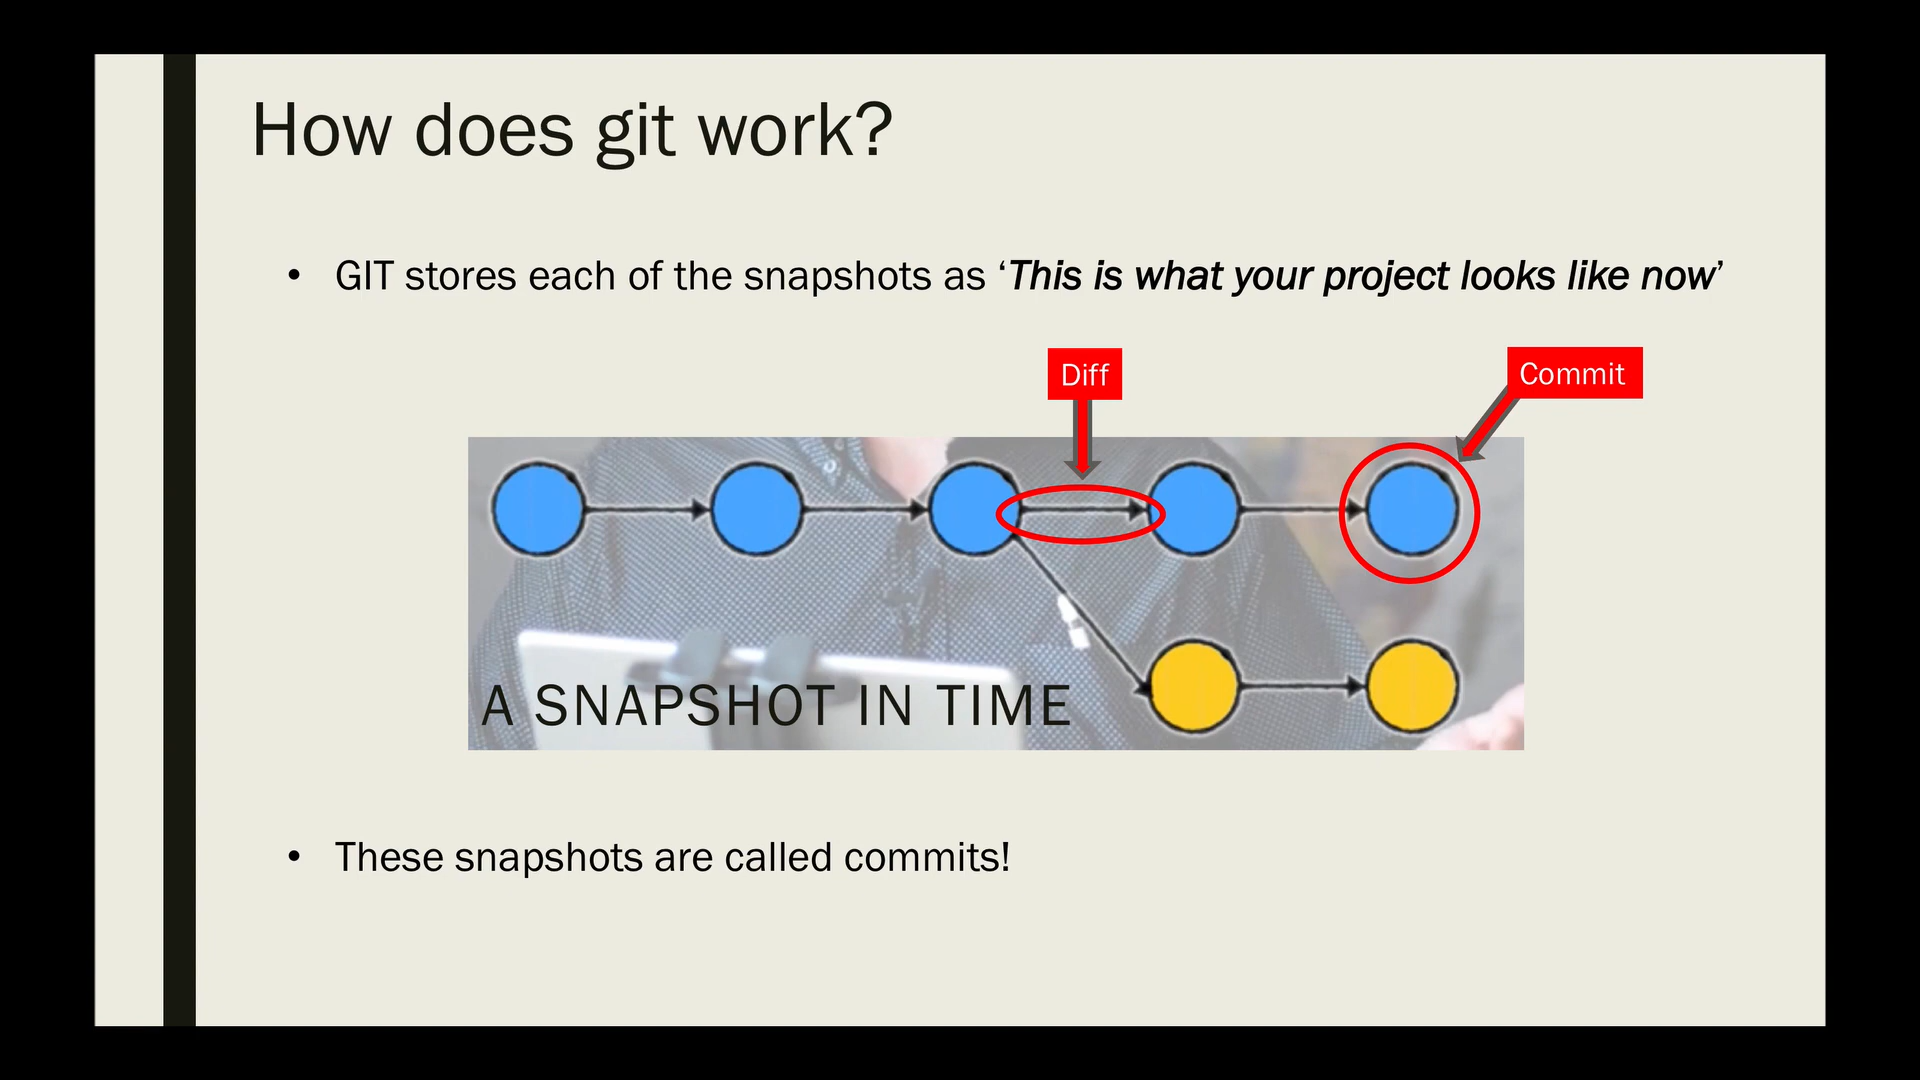 How does git work?
• GIT stores each of the snapshots as ‘This is what your project looks like now’
Diff
Commit
A SNAPSHOT IN TIME
• These snapshots are called commits!